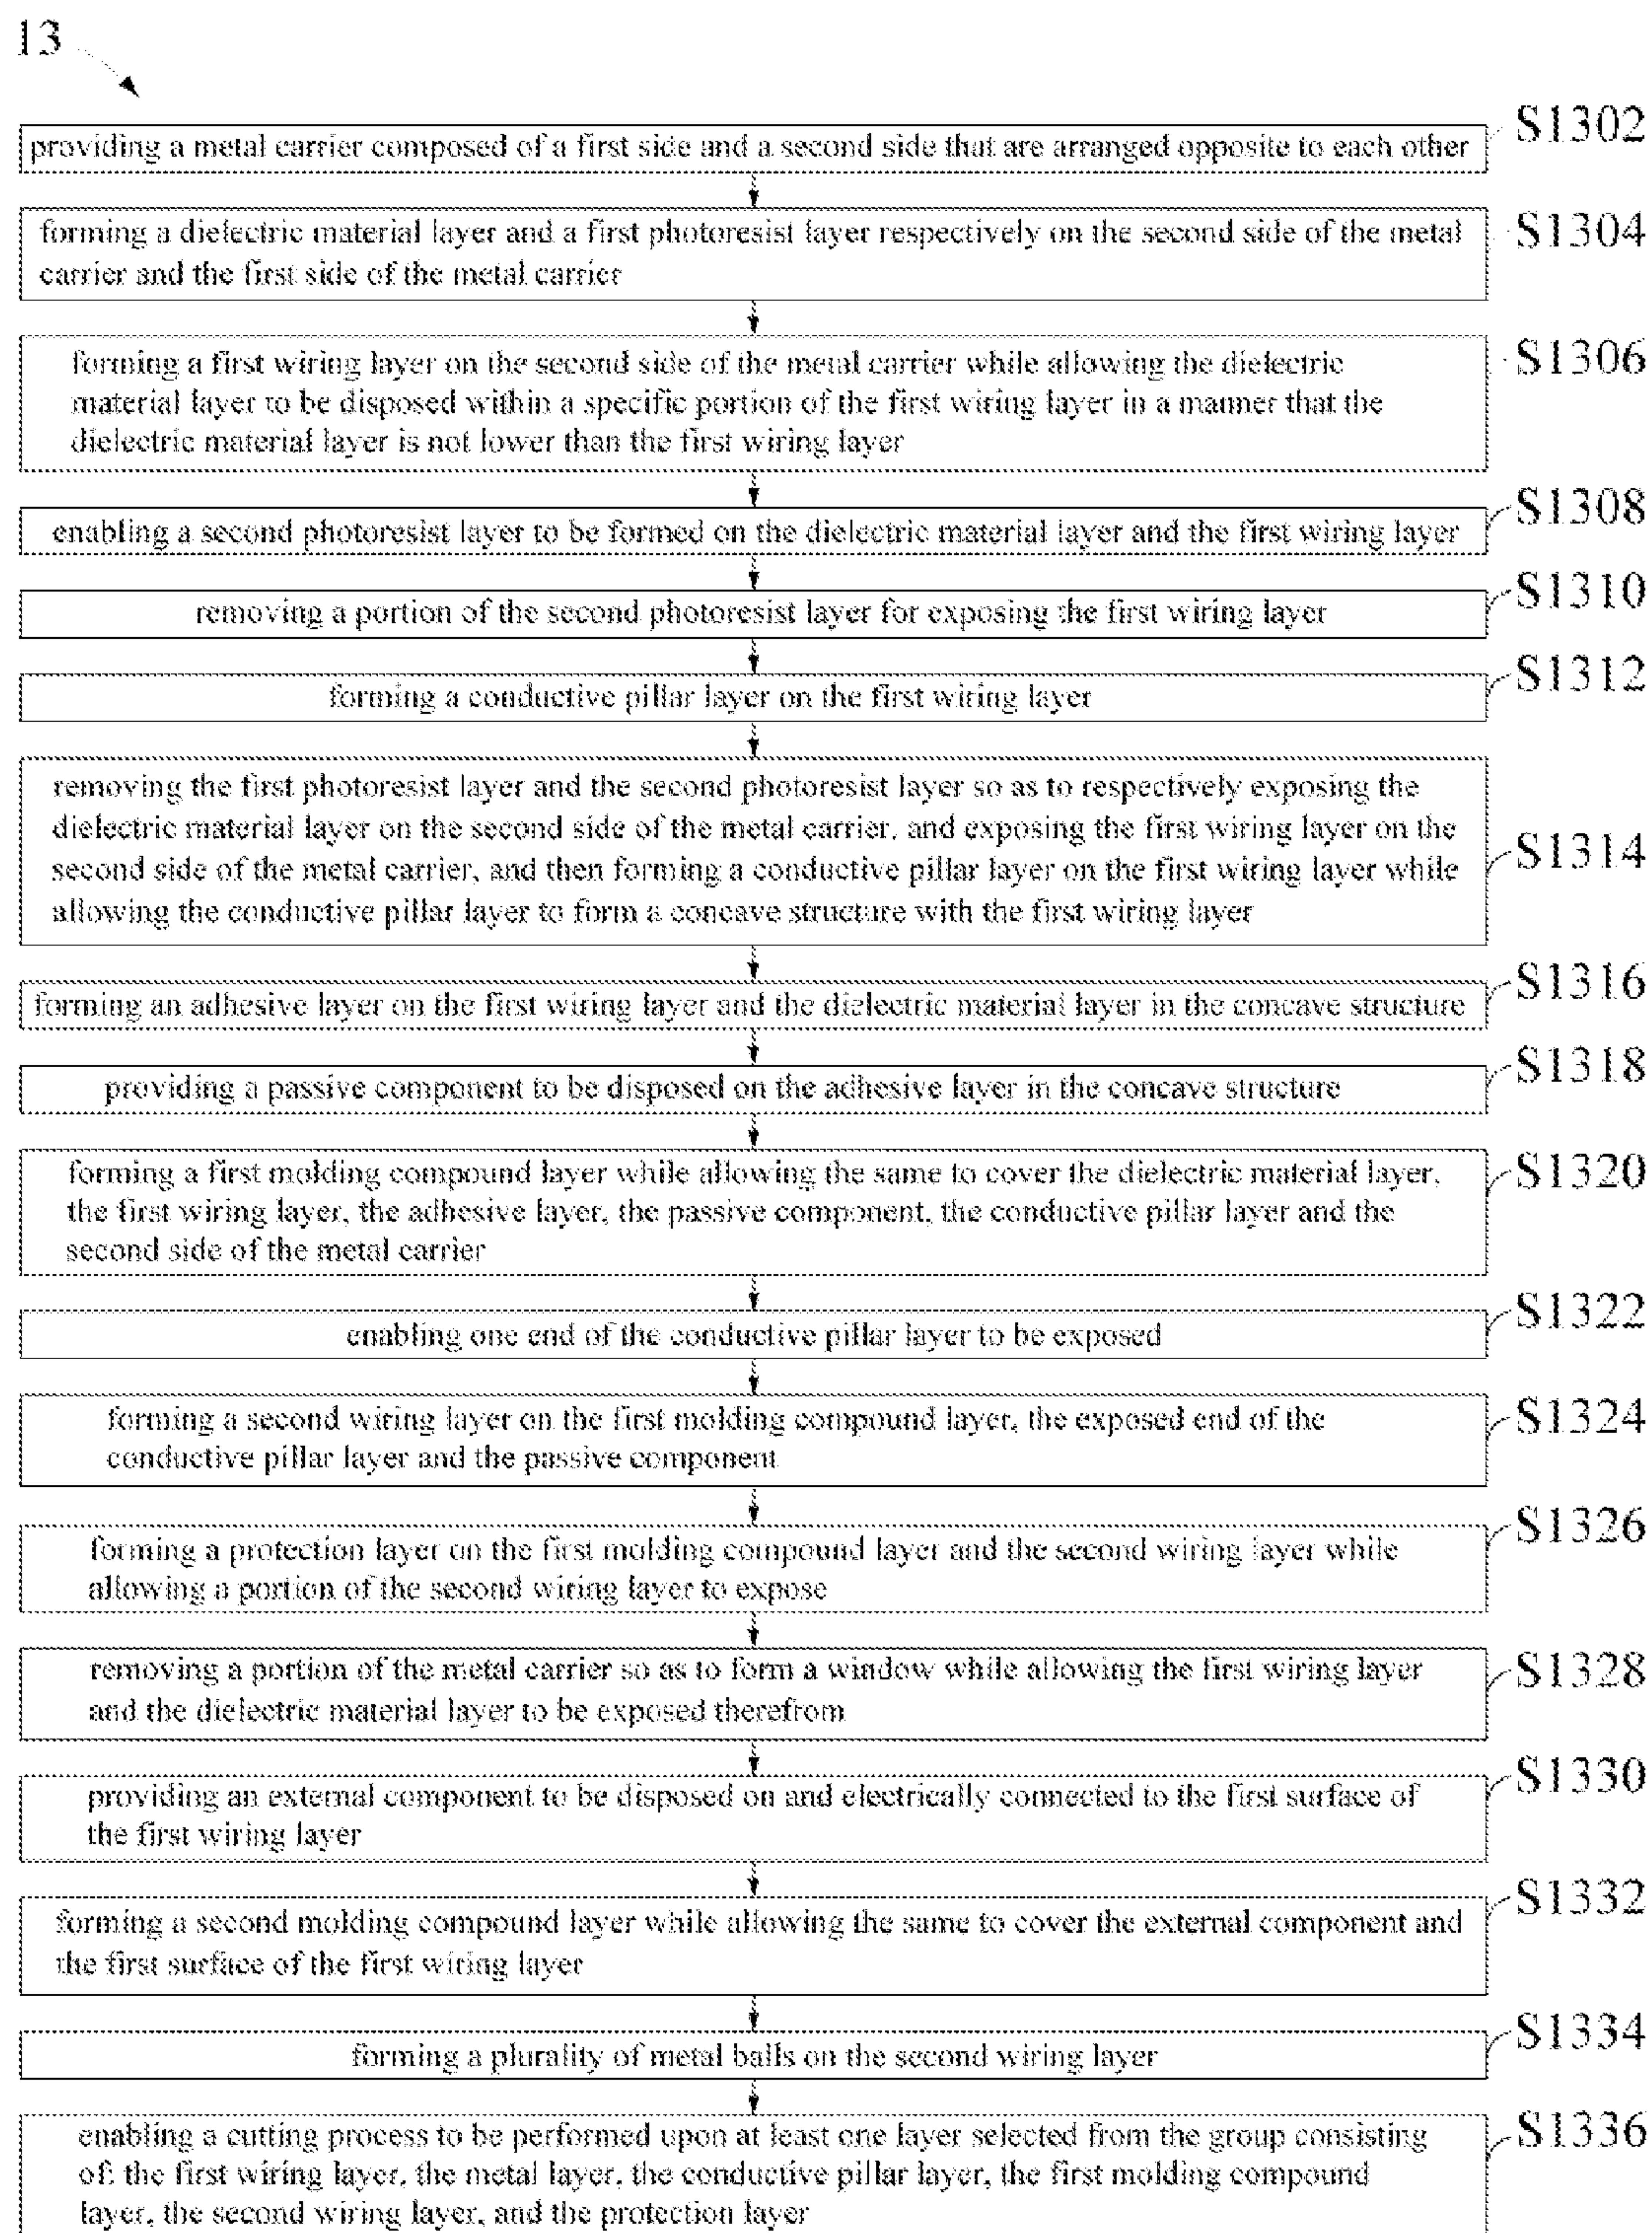 13
providing a metal carrier composed of a first side and a second side that are arranged opposite to each other
S1302
forming a dielectric material layer and a first photoresist layer respectively on the second side of the metal
carrier and the first side of the metal carrier
S1304
forming a first wiring layer on the second side of the metal carrier while allowing the dielectric
material layer to be disposed within a specific portion of the first wiring layer in a manner that the
dielectric material layer is not lower than the first wiring layer
S1306
enabling a second photoresist layer to be formed on the dielectric material layer and the first wiring layer
S1308
removing a portion of the second photoresist layer for exposing the first wiring layer
S1310
forming a conductive pillar layer on the first wiring layer
S1312
removing the first photoresist layer and the second photoresist layer so as to respectively exposing the
dielectric material layer on the second side of the metal carrier, and exposing the first wiring layer on the
second side of the metal carrier, and then forming a conductive pillar layer on the first wiring layer while
allowing the conductive pillar layer to form a concave structure with the first wiring layer
S1314
forming an adhesive layer on the first wiring layer and the dielectric material layer in the concave structure
S1316
providing a passive component to be disposed on the adhesive layer in the concave structure
S1318
forming a first molding compound layer while allowing the same to cover the dielectric material layer,
the first wiring layer, the adhesive layer, the passive component, the conductive pillar layer and the
second side of the metal carrier
S1320
enabling one end of the conductive pillar layer to be exposed
S1322
forming a second wiring layer on the first molding compound layer, the exposed end of the
conductive pillar layer and the passive component
S1324
forming a protection layer on the first molding compound layer and the second wiring layer while
allowing a portion of the second wiring layer to expose
S1326
removing a portion of the metal carrier so as to form a window while allowing the first wiring layer
and the dielectric material layer to be exposed therefrom
S1328
providing an external component to be disposed on and electrically connected to the first surface of
the first wiring layer
S1330
forming a second molding compound layer while allowing the same to cover the external component and
the first surface of the first wiring layer
S1332
forming a plurality of metal balls on the second wiring layer
S1334
enabling a cutting process to be performed upon at least one layer selected from the group consisting
of: the first wiring layer, the metal layer, the conductive pillar layer, the first molding compound
layer, the second wiring layer, and the protection layer
S1336